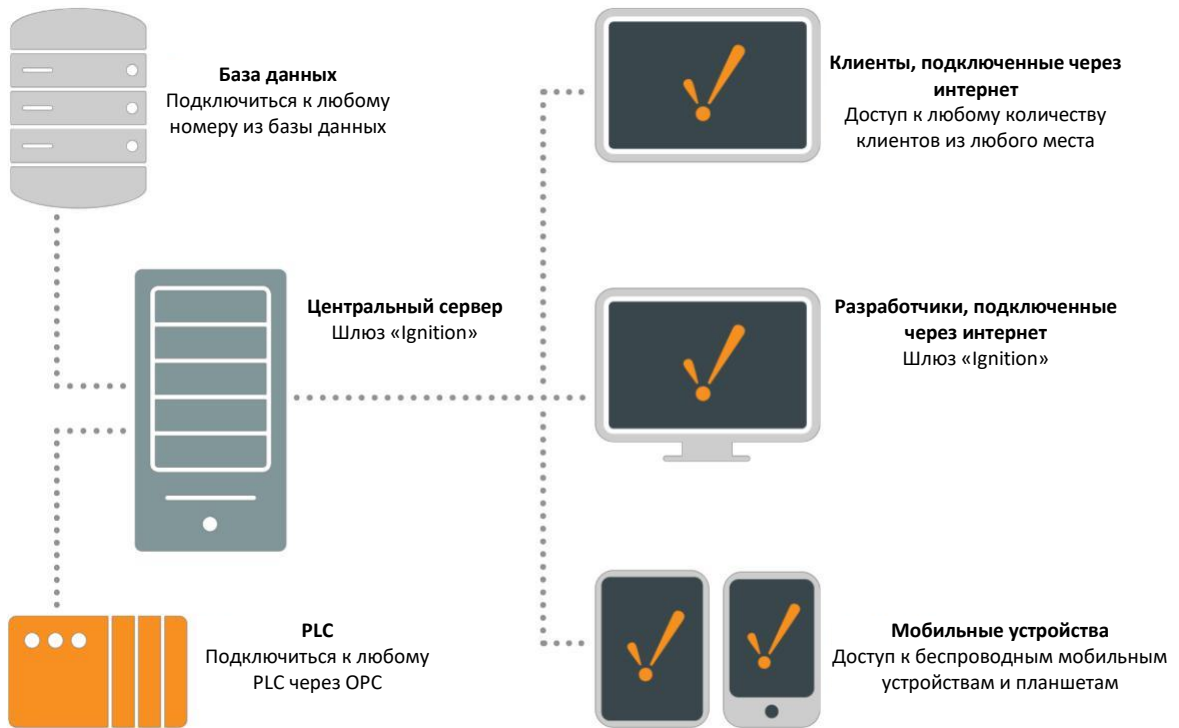 База данных
Подключиться к любому
номеру из базы данных
Клиенты, подключенные через
интернет
Доступ к любому количеству
клиентов из любого места
Центральный сервер
Шлюз «Ignition»
Разработчики, подключенные
через интернет
Шлюз «Ignition»
PLC
Подключиться к любому
PLC через OPC
Мобильные устройства
Доступ к беспроводным мобильным
устройствам и планшетам